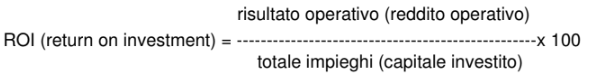 risultato operativo (reddito operativo)
ROI (return on investment) = --------------------------------------------------x 100
totale impieghi (capitale investito)